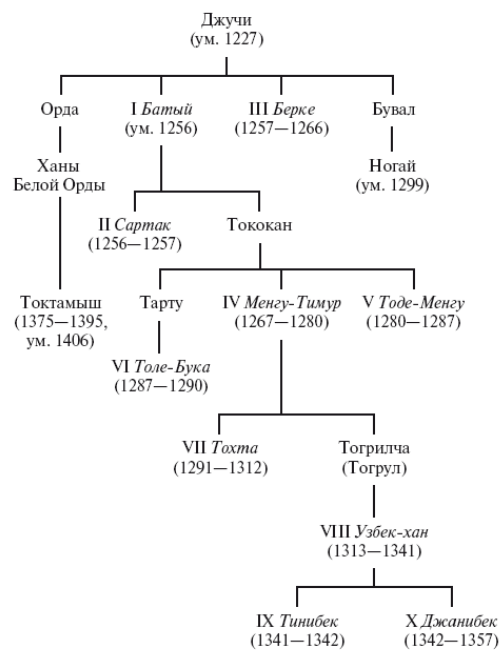 Джучи
(ум. 1227)
Орда
I Батый
(ум. 1256)
III Берке
(1257—1266)
Бувал
Ханы
Белой Орды
Ногай
(ум. 1299)
II Сартак
(1256—1257)
Тококан
Токтамыш
(1375—1395,
ум. 1406)
Тарту
IV Менгу-Тимур
(1267—1280)
V Тоде-Менгу
(1280—1287)
VI Толе-Бука
(1287—1290)
VII Тохта
(1291—1312)
Тогрилча
(Тогрул)
VIII Узбек-хан
(1313—1341)
IX Тинибек
(1341—1342)
X Джанибек
(1342—1357)